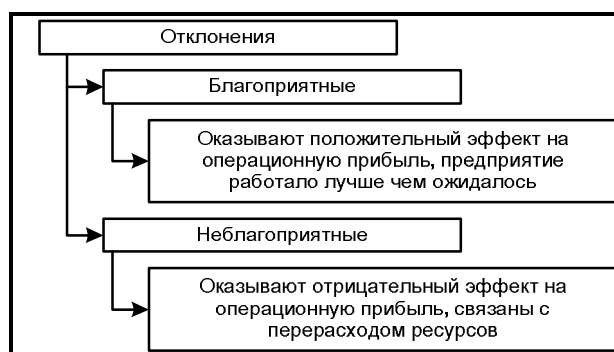 Отклонения
Благоприятные
Оказывают положительный эффект на
операционную прибыль, предприятие
работало лучше чем ожидалось
Неблагоприятные
Оказывают отрицательный эффект на
операционную прибыль, связаны с
перерасходом ресурсов